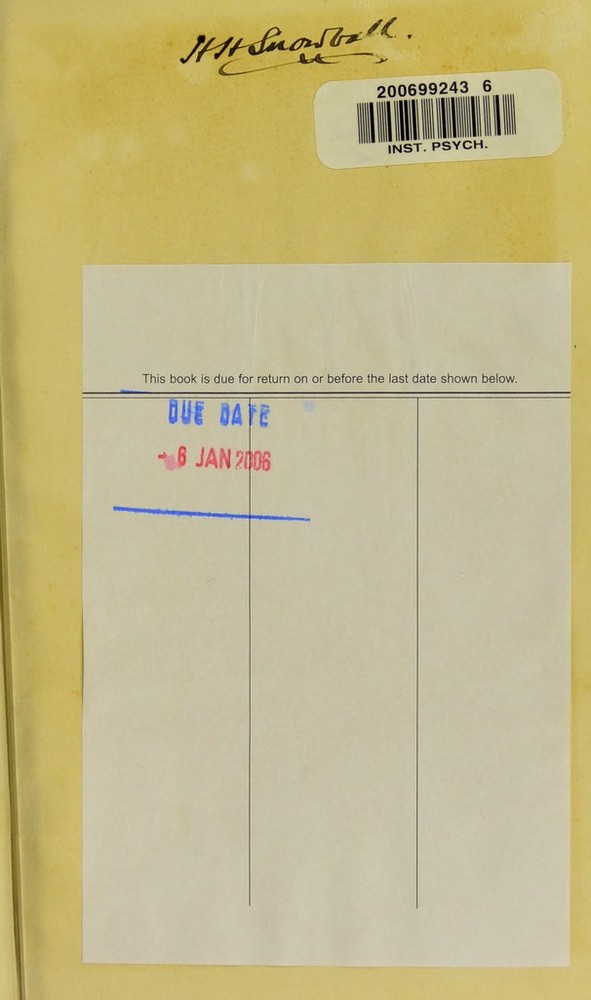 H H Snowball.
200699243 6
INST. PSYCH.
This book is due for return on or before the last date shown below.
DUE DATE
- 6 JAN 2006